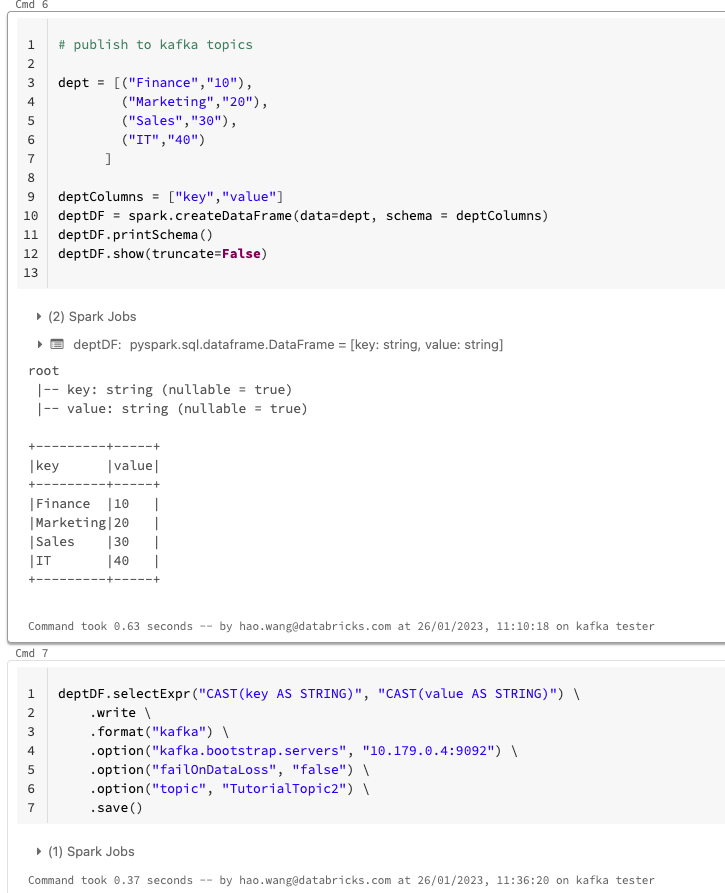 Cmd 6
1 # publish to kafka topics
2
3 dept = [("Finance","10"),
4         ("Marketing","20"),
5         ("Sales","30"),
6         ("IT","40")
7       ]
8
9 deptColumns = ["key","value"]
10 deptDF = spark.createDataFrame(data=dept, schema = deptColumns)
11 deptDF.printSchema()
12 deptDF.show(truncate=False)
13
(2) Spark Jobs
deptDF: pyspark.sql.dataframe.DataFrame = [key: string, value: string]
root
 |-- key: string (nullable = true)
 |-- value: string (nullable = true)
+---------+-----+
|key      |value|
+---------+-----+
|Finance  |10   |
|Marketing|20   |
|Sales    |30   |
|IT       |40   |
+---------+-----+
Command took 0.63 seconds -- by hao.wang@databricks.com at 26/01/2023, 11:10:18 on kafka tester
Cmd 7
1 deptDF.selectExpr("CAST(key AS STRING)", "CAST(value AS STRING)") \
2     .write \
3     .format("kafka") \
4     .option("kafka.bootstrap.servers", "10.179.0.4:9092") \
5     .option("failOnDataLoss", "false") \
6     .option("topic", "TutorialTopic2") \
7     .save()
(1) Spark Jobs
Command took 0.37 seconds -- by hao.wang@databricks.com at 26/01/2023, 11:36:20 on kafka tester